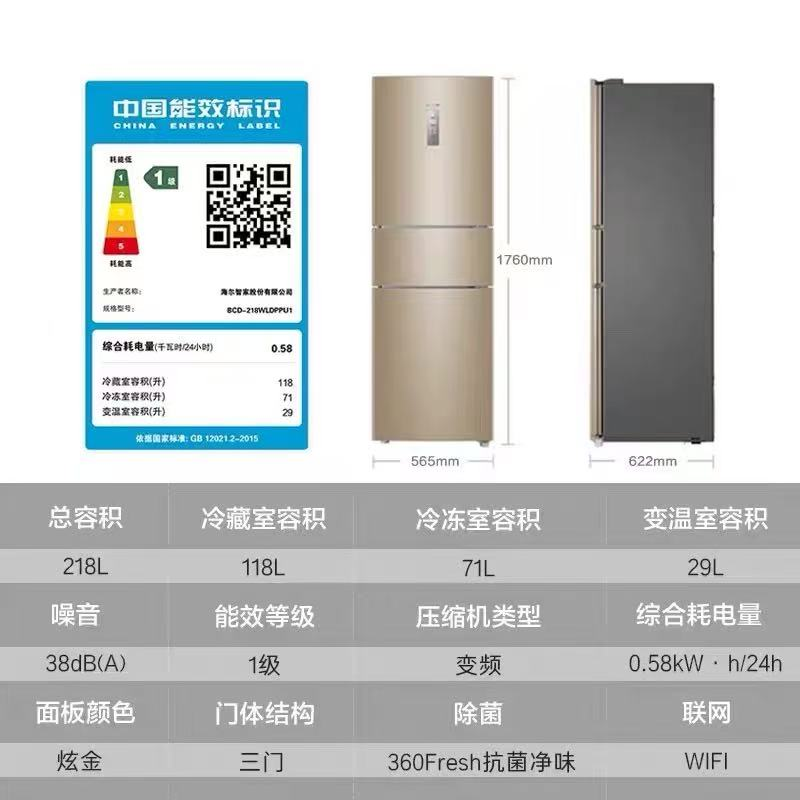 中国能效标识
CHINA ENERGY LABEL
耗能低
1
2
3
4
5
耗能高
1级
生产者名称: 海尔智家股份有限公司
规格型号: BCD-218WLDPPU1
综合耗电量(千瓦时/24小时) 0.58
冷藏室容积(升) 118
冷冻室容积(升) 71
变温室容积(升) 29
依据国家标准: GB 12021.2-2015
1760mm
565mm
622mm
总容积 冷藏室容积 冷冻室容积 变温室容积
218L 118L 71L 29L
噪音 能效等级 压缩机类型 综合耗电量
38dB(A) 1级 变频 0.58kW·h/24h
面板颜色 门体结构 除菌 联网
炫金 三门 360Fresh抗菌净味 WIFI